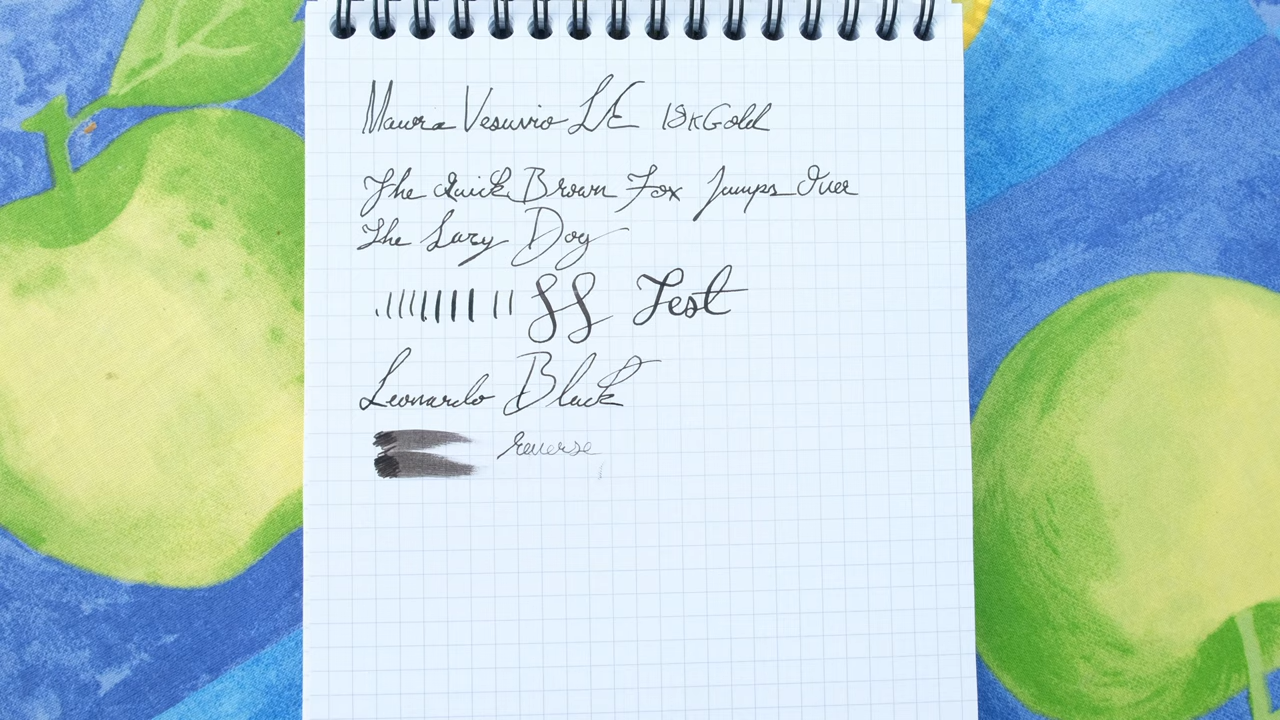 Maura Vesuvio LE 18kGold
The Quick Brown Fox Jumps Over
The Lazy Dog
SS Test
Leonardo Black
reverse